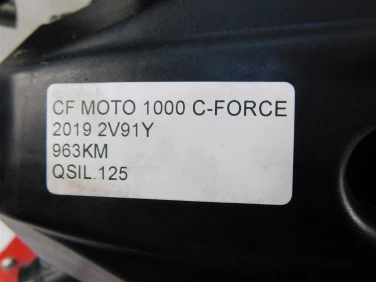 CF MOTO 1000 C-FORCE
2019 2V91Y
963KM
QSIL.125